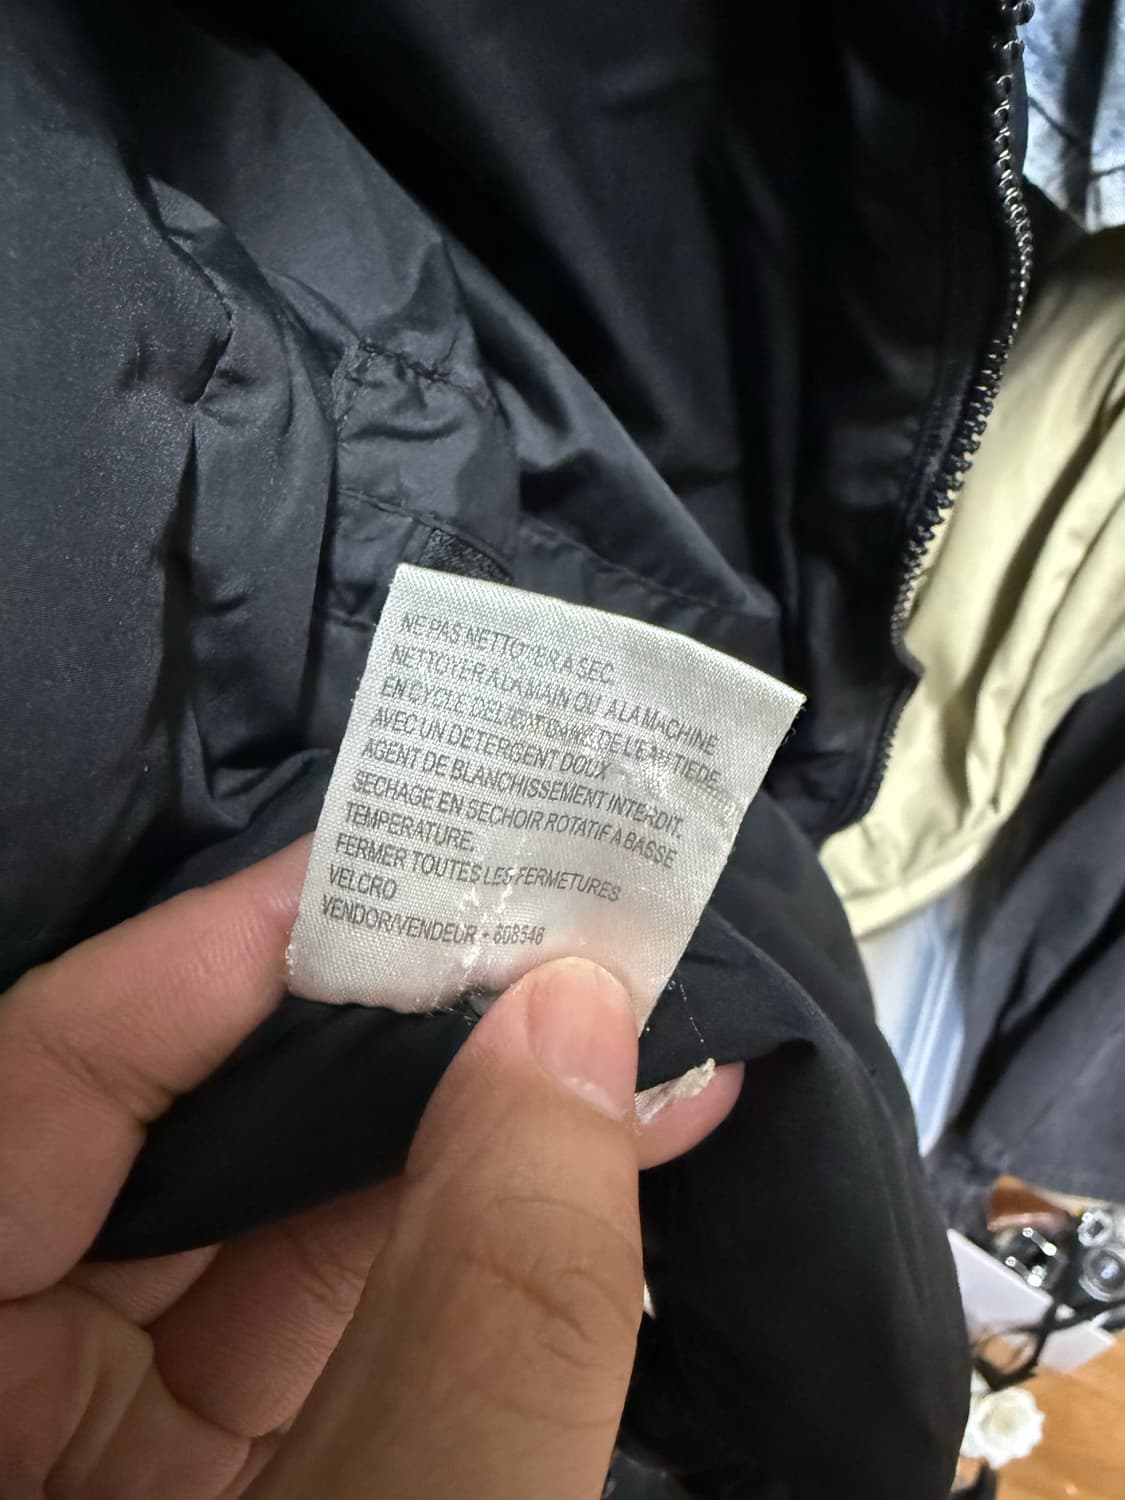 NE PAS NETTOYER A SEC.
NETTOYER À LA MAIN OU A LA MACHINE
EN CYCLE DELICAT DE L'EAU TIEDE
AVEC UN DETERGENT DOUX
AGENT DE BLANCHISSEMENT INTERDIT.
SECHAGE EN SECHOIR ROTATIF A BASSE
TEMPERATURE.
FERMER TOUTES LES FERMETURES
VELCRO
VENDOR/VENDEUR - 608546